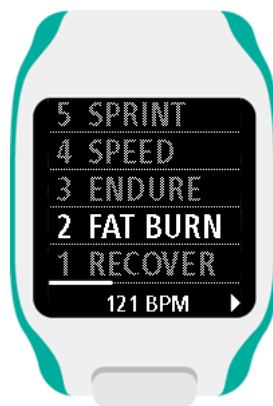 5 SPRINT
4 SPEED
3 ENDURE
2 FAT BURN
1 RECOVER
121 BPM